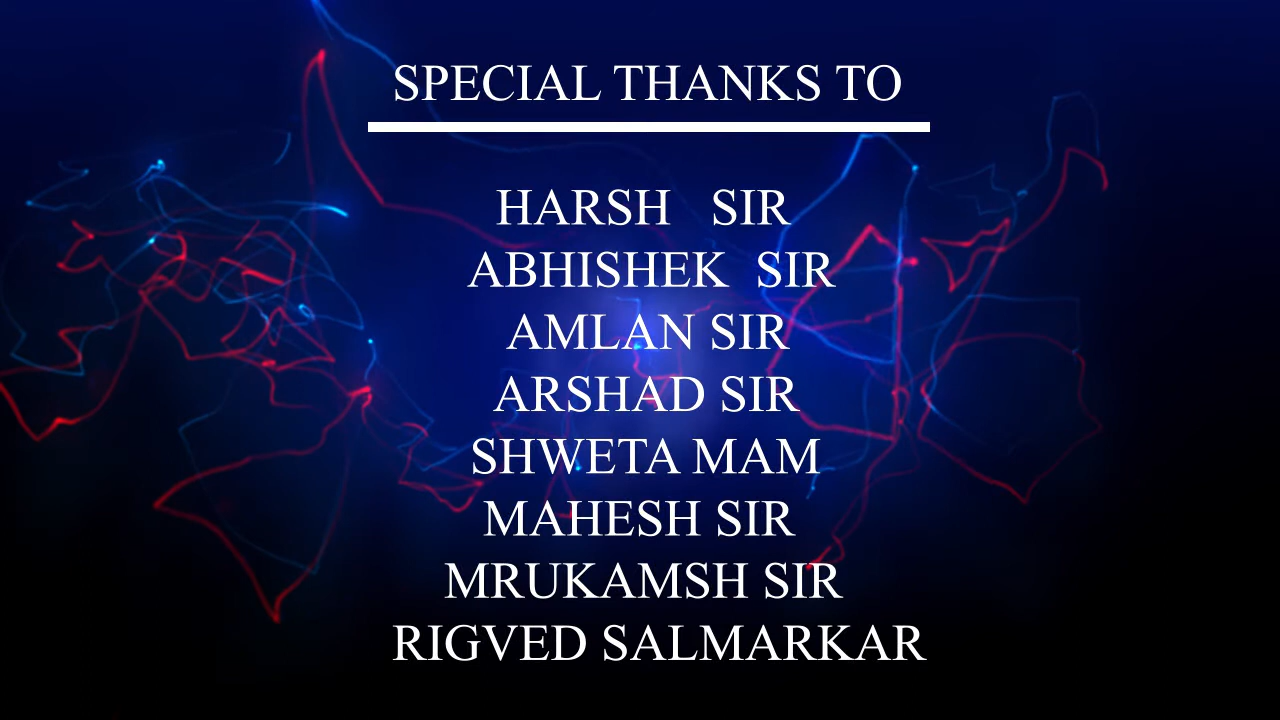 SPECIAL THANKS TO
HARSH SIR
ABHISHEK SIR
AMLAN SIR
ARSHAD SIR
SHWETA MAM
MAHESH SIR
MRUKAMSH SIR
RIGVED SALMARKAR